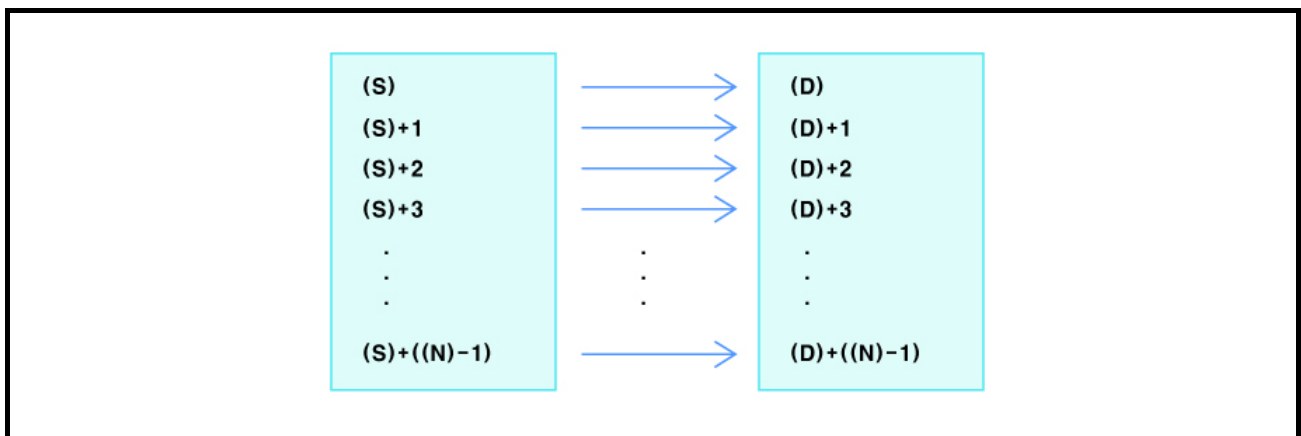 (S) (D)
(S)+1 (D)+1
(S)+2 (D)+2
(S)+3 (D)+3
. . .
. . .
. . .
(S)+((N)-1) (D)+((N)-1)